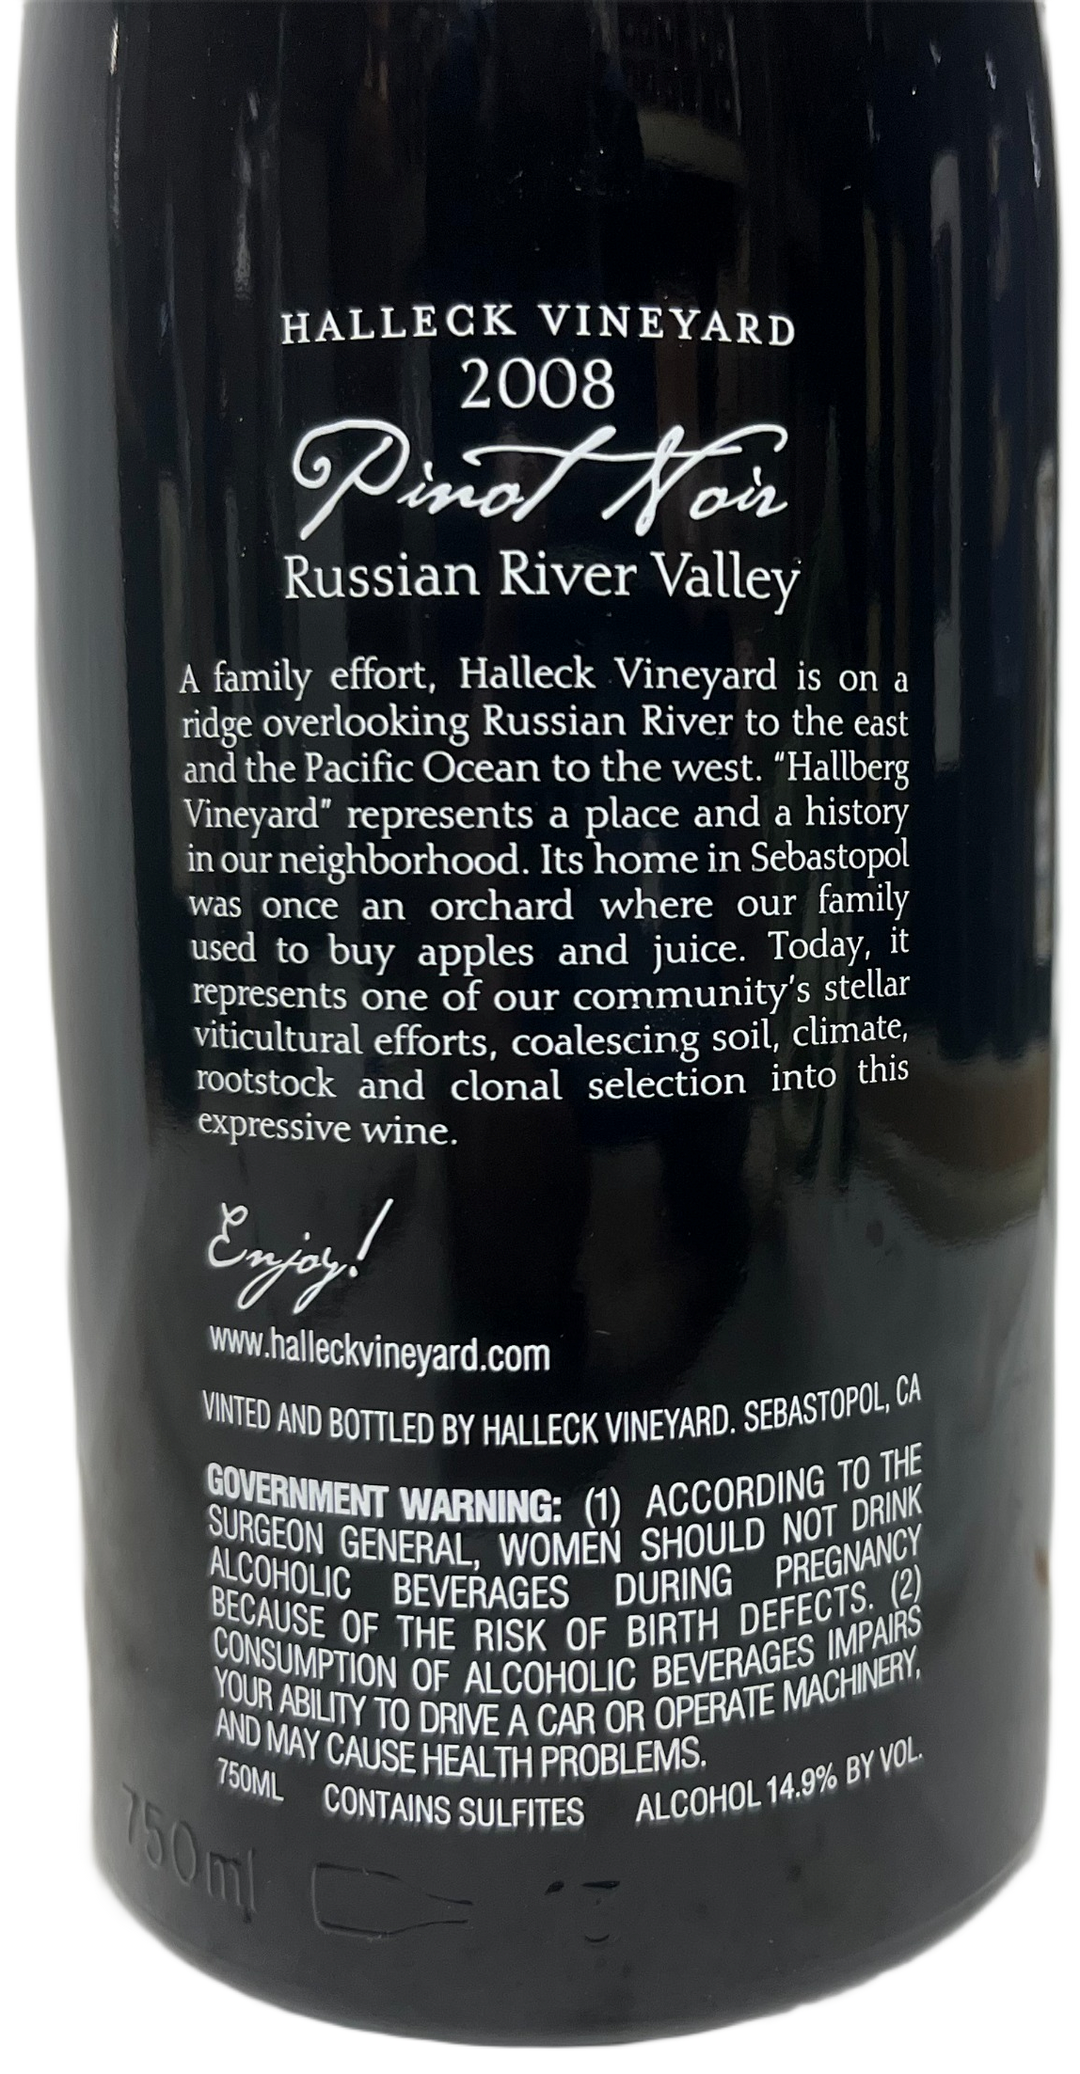 HALLECK VINEYARD
2008
Pinot Noir
Russian River Valley
A family effort, Halleck Vineyard is on a
ridge overlooking Russian River to the east
and the Pacific Ocean to the west. "Hallberg
Vineyard" represents a place and a history
in our neighborhood. Its home in Sebastopol
was once an orchard where our family
used to buy apples and juice. Today, it
represents one of our community's stellar
viticultural efforts, coalescing soil, climate,
rootstock and clonal selection into this
expressive wine.
Enjoy!
www.halleckvineyard.com
VINTED AND BOTTLED BY HALLECK VINEYARD. SEBASTOPOL, CA
GOVERNMENT WARNING: (1) ACCORDING TO THE
SURGEON GENERAL, WOMEN SHOULD NOT DRINK
ALCOHOLIC BEVERAGES DURING PREGNANCY
BECAUSE OF THE RISK OF BIRTH DEFECTS. (2)
CONSUMPTION OF ALCOHOLIC BEVERAGES IMPAIRS
YOUR ABILITY TO DRIVE A CAR OR OPERATE MACHINERY,
AND MAY CAUSE HEALTH PROBLEMS.
750ML CONTAINS SULFITES ALCOHOL 14.9% BY VOL.
750ml